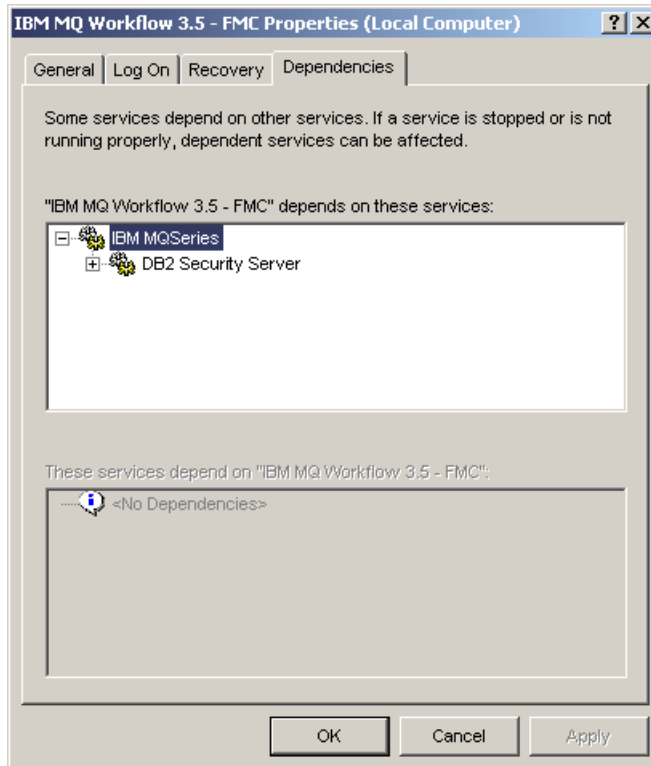 IBM MQ Workflow 3.5 - FMC Properties (Local Computer)
General Log On Recovery Dependencies
Some services depend on other services. If a service is stopped or is not
running properly, dependent services can be affected.
"IBM MQ Workflow 3.5 - FMC" depends on these services:
IBM MQSeries
DB2 Security Server
These services depend on "IBM MQ Workflow 3.5 - FMC":
<No Dependencies>
OK Cancel Apply